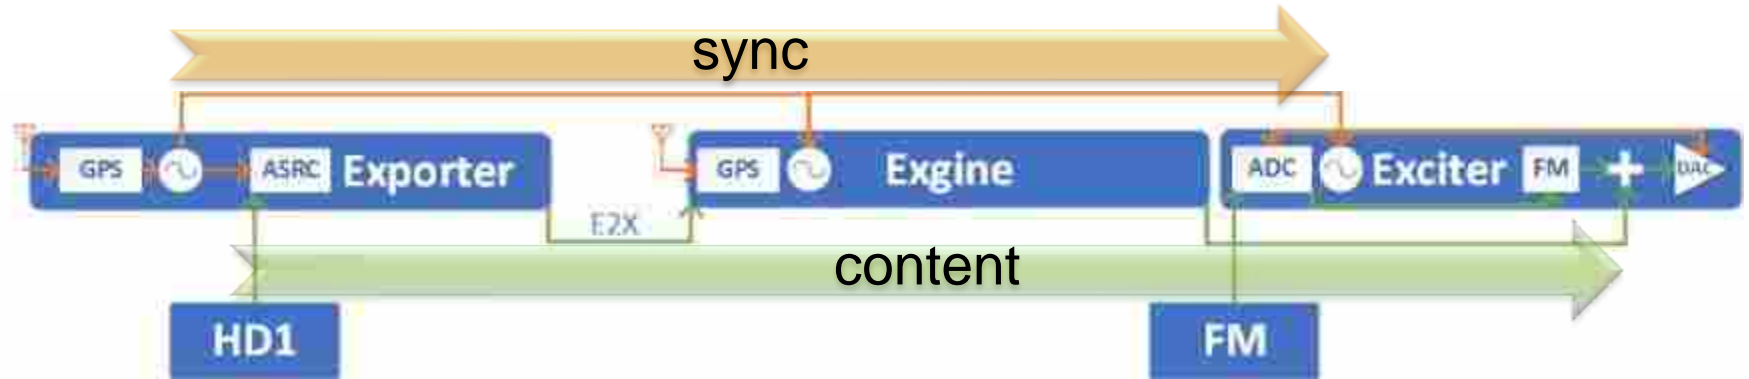 sync
GPS
ASRC
Exporter
GPS
Exgine
ADC
Exciter
FM
DAC
E2X
content
HD1
FM